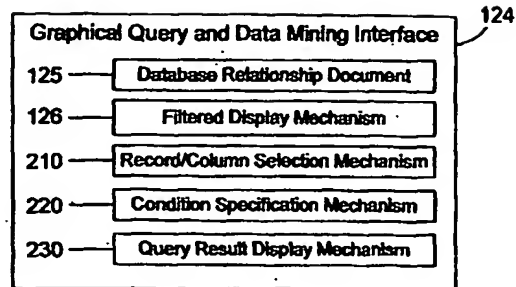 124
Graphical Query and Data Mining Interface
125 Database Relationship Document
126 Filtered Display Mechanism
210 Record/Column Selection Mechanism
220 Condition Specification Mechanism
230 Query Result Display Mechanism